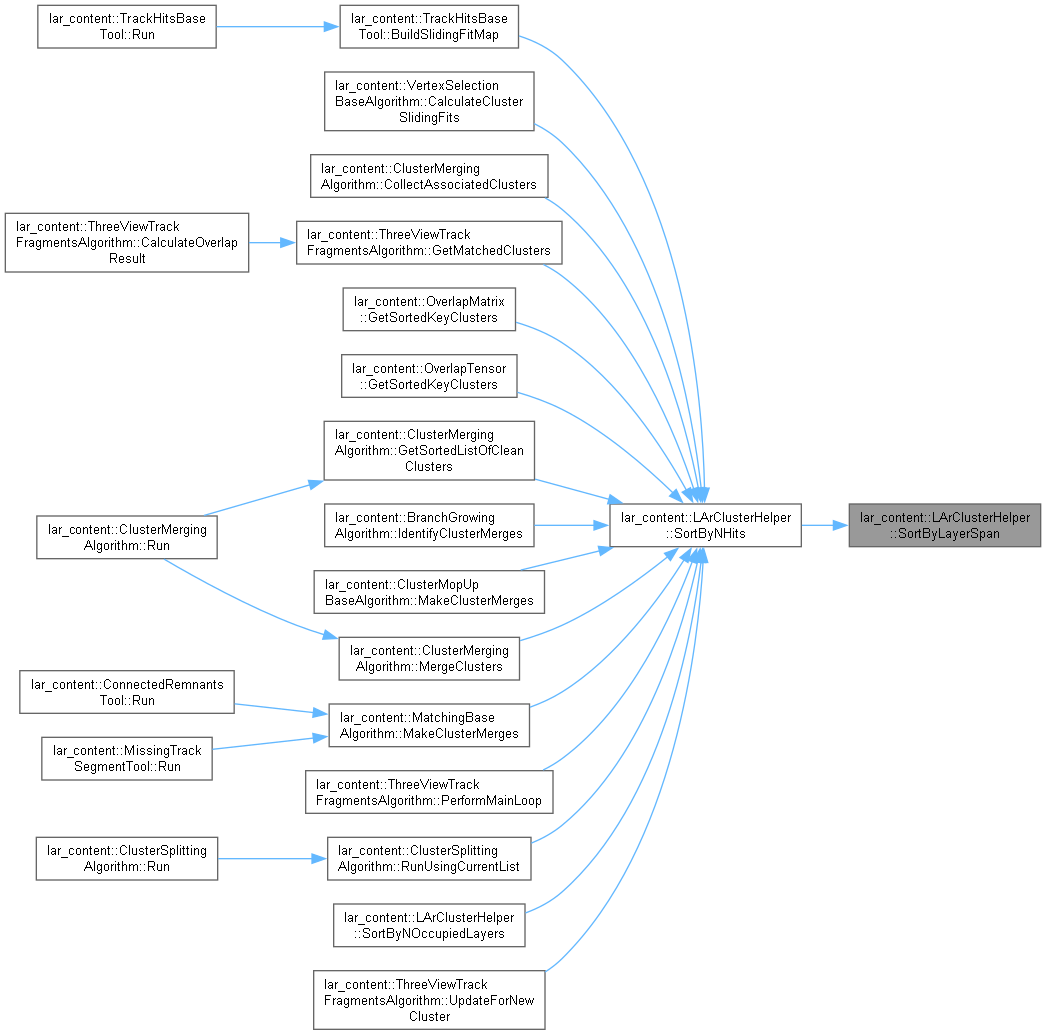 lar_content::TrackHitsBase
Tool::Run
lar_content::TrackHitsBase
Tool::BuildSlidingFitMap
lar_content::VertexSelection
BaseAlgorithm::CalculateCluster
SlidingFits
lar_content::ClusterMerging
Algorithm::CollectAssociatedClusters
lar_content::ThreeViewTrack
FragmentsAlgorithm::CalculateOverlap
Result
lar_content::ThreeViewTrack
FragmentsAlgorithm::GetMatchedClusters
lar_content::OverlapMatrix
::GetSortedKeyClusters
lar_content::OverlapTensor
::GetSortedKeyClusters
lar_content::ClusterMerging
Algorithm::GetSortedListOfClean
Clusters
lar_content::ClusterMerging
Algorithm::Run
lar_content::BranchGrowing
Algorithm::IdentifyClusterMerges
lar_content::LArClusterHelper
::SortByNHits
lar_content::LArClusterHelper
::SortByLayerSpan
lar_content::ClusterMopUp
BaseAlgorithm::MakeClusterMerges
lar_content::ClusterMerging
Algorithm::MergeClusters
lar_content::ConnectedRemnants
Tool::Run
lar_content::MatchingBase
Algorithm::MakeClusterMerges
lar_content::MissingTrack
SegmentTool::Run
lar_content::ThreeViewTrack
FragmentsAlgorithm::PerformMainLoop
lar_content::ClusterSplitting
Algorithm::Run
lar_content::ClusterSplitting
Algorithm::RunUsingCurrentList
lar_content::LArClusterHelper
::SortByNOccupiedLayers
lar_content::ThreeViewTrack
FragmentsAlgorithm::UpdateForNew
Cluster